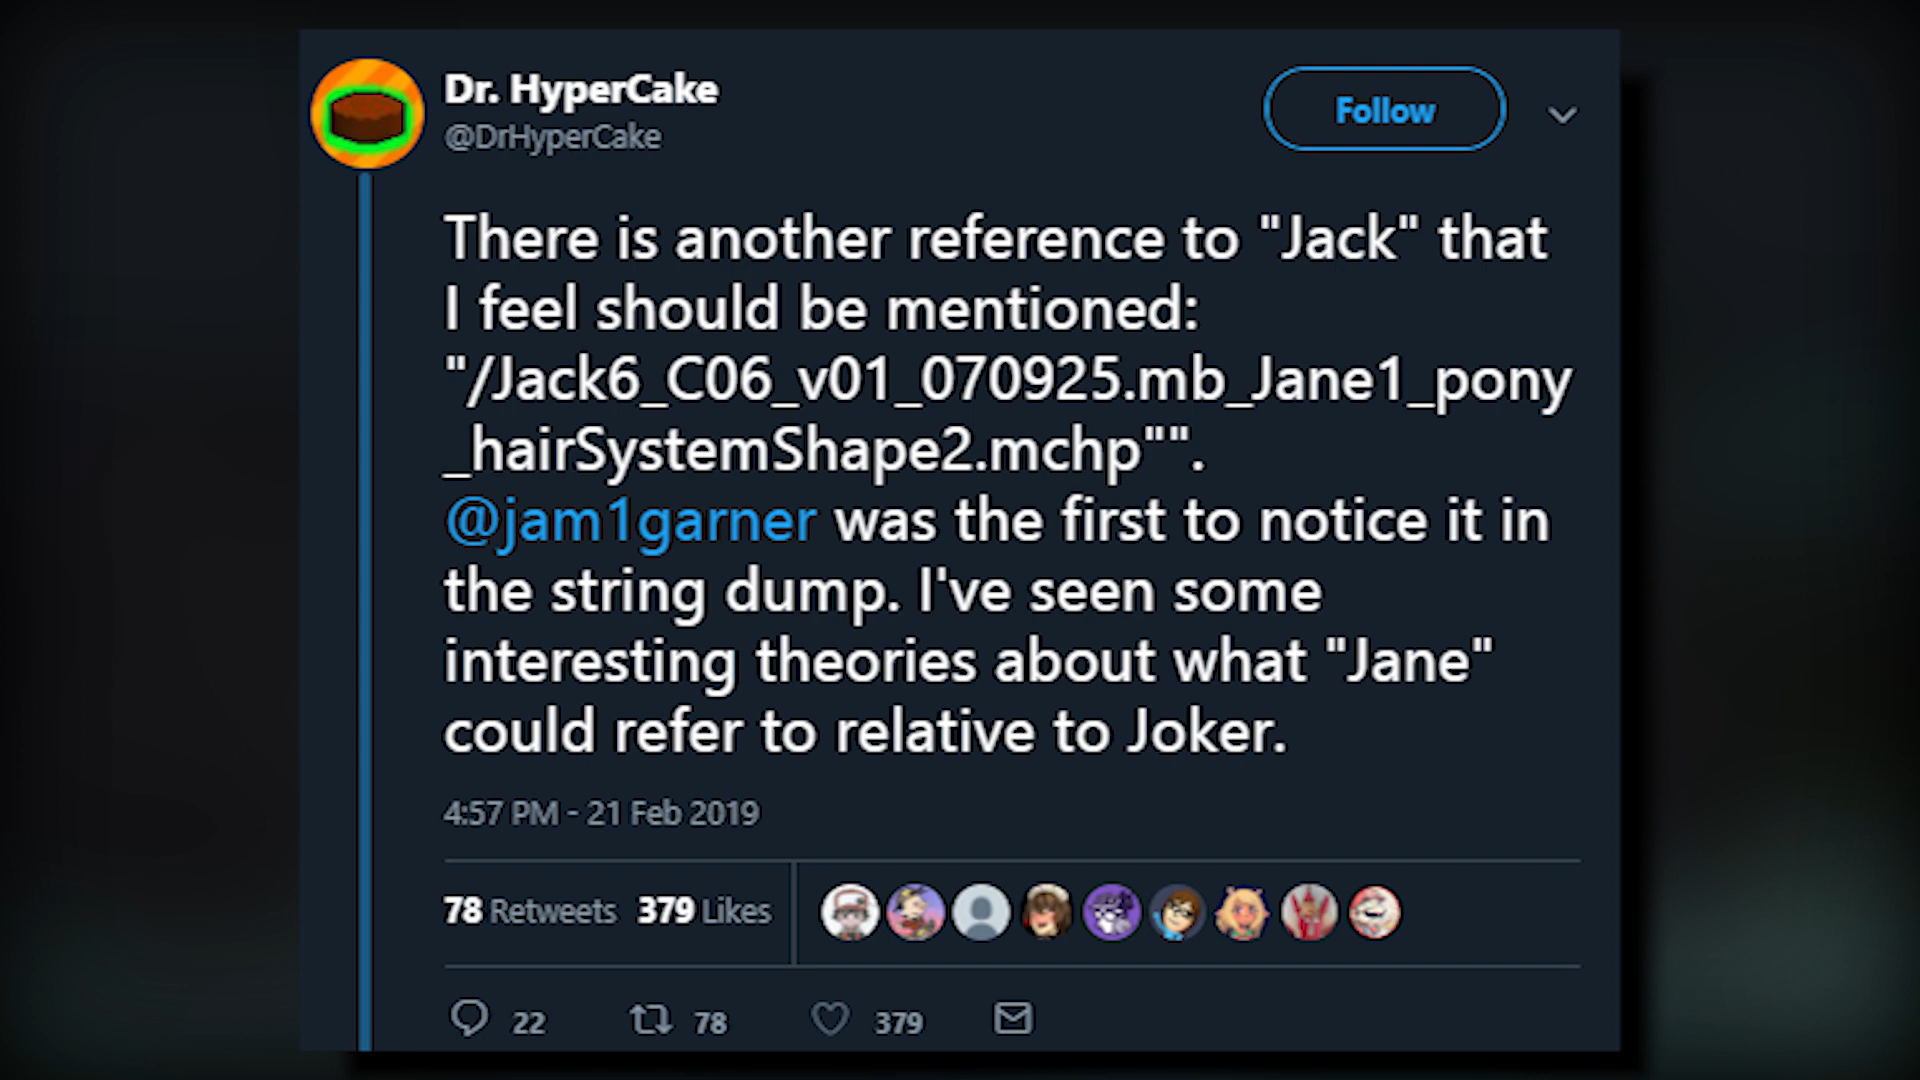 Dr. HyperCake
@DrHyperCake
Follow
There is another reference to "Jack" that
I feel should be mentioned:
"/Jack6_C06_v01_070925.mb_Jane1_pony
_hairSystemShape2.mchp"".
@jam1garner was the first to notice it in
the string dump. I've seen some
interesting theories about what "Jane"
could refer to relative to Joker.
4:57 PM - 21 Feb 2019
78 Retweets 379 Likes
22 78 379